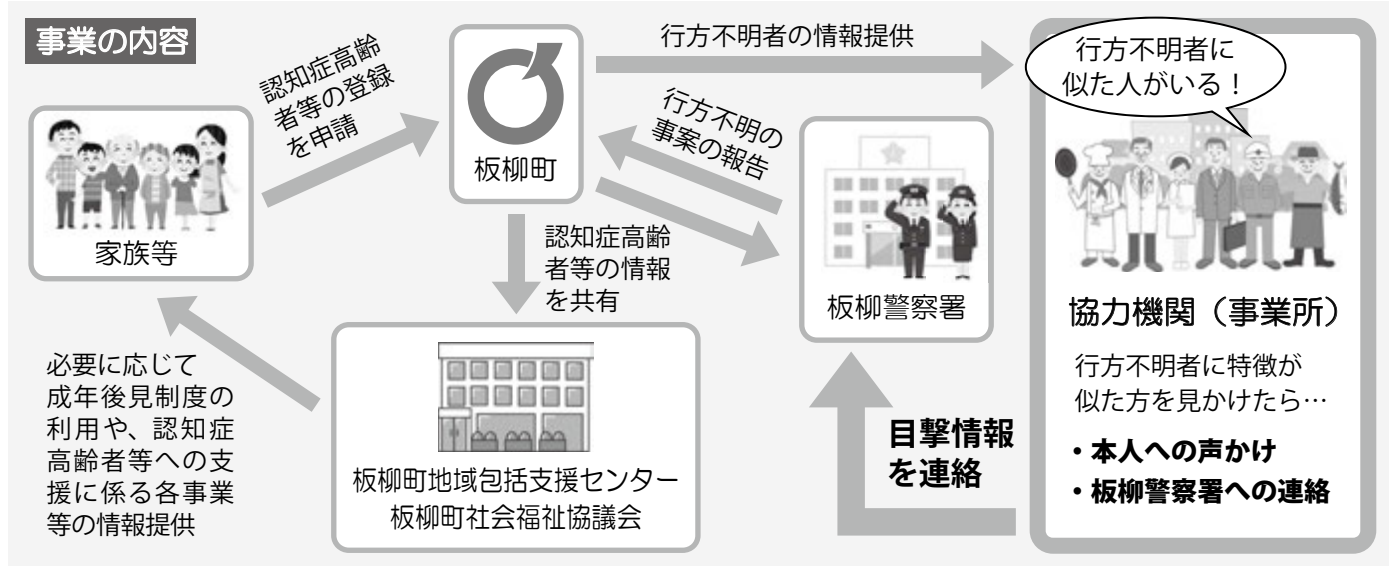 事業の内容
認知症高齢
者等の登録
を申請
家族等
板柳町
行方不明者の情報提供
行方不明の
事案の報告
認知症高齢
者等の情報
を共有
板柳警察署
行方不明者に
似た人がいる！
協力機関（事業所）
行方不明者に特徴が
似た方を見かけたら…
・本人への声かけ
・板柳警察署への連絡
目撃情報
を連絡
板柳町地域包括支援センター
板柳町社会福祉協議会
必要に応じて
成年後見制度の
利用や、認知症
高齢者等への支
援に係る各事業
等の情報提供